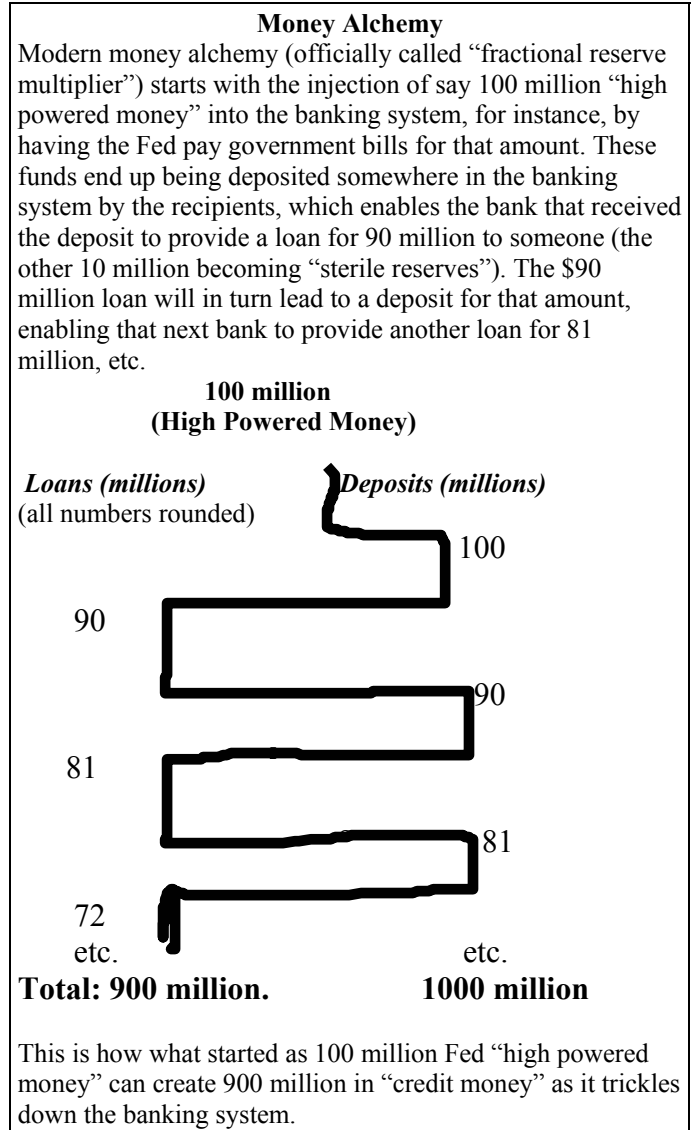 Money Alchemy
Modern money alchemy (officially called “fractional reserve
multiplier”) starts with the injection of say 100 million “high
powered money” into the banking system, for instance, by
having the Fed pay government bills for that amount. These
funds end up being deposited somewhere in the banking
system by the recipients, which enables the bank that received
the deposit to provide a loan for 90 million to someone (the
other 10 million becoming “sterile reserves”). The $90
million loan will in turn lead to a deposit for that amount,
enabling that next bank to provide another loan for 81
million, etc.
100 million
(High Powered Money)
Loans (millions) Deposits (millions)
(all numbers rounded)
100
90
90
81
81
72
etc. etc.
Total: 900 million. 1000 million
This is how what started as 100 million Fed “high powered
money” can create 900 million in “credit money” as it trickles
down the banking system.